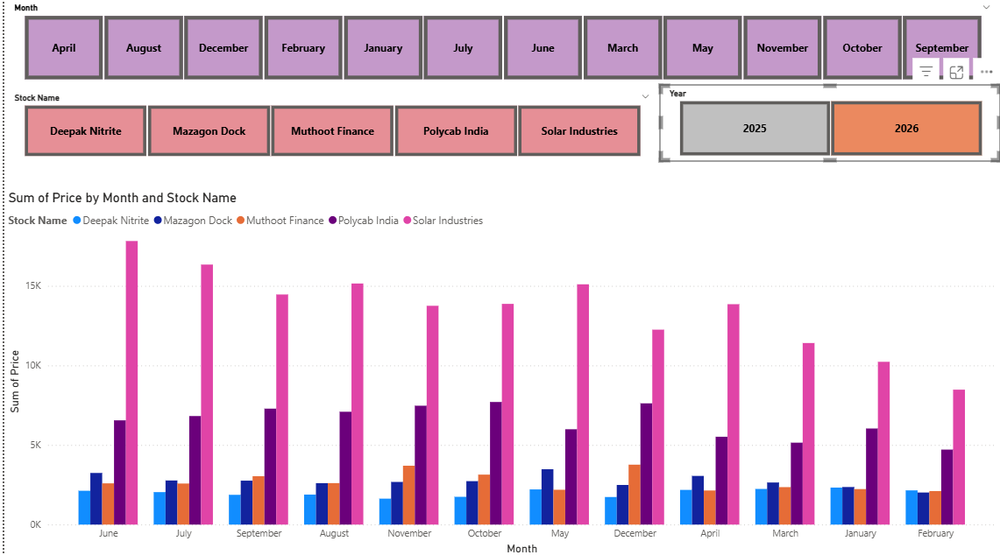 Month
April August December February January July June March May November October September
Stock Name
Year
Deepak Nitrite Mazagon Dock Muthoot Finance Polycab India Solar Industries
2025 2026
Sum of Price by Month and Stock Name
Stock Name Deepak Nitrite Mazagon Dock Muthoot Finance Polycab India Solar Industries
15K
10K
5K
0K
Sum of Price
June July September August November October May December April March January February
Month